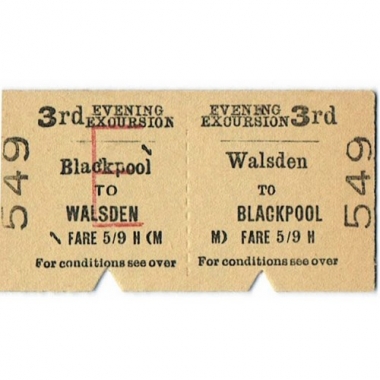 549
3rd EVENING EXCURSION
E
Blackpool
TO
WALSDEN
FARE 5/9 H (M
For conditions see over
EVENING EXCURSION 3rd
Walsden
TO
BLACKPOOL
M) FARE 5/9 H
For conditions see over
549